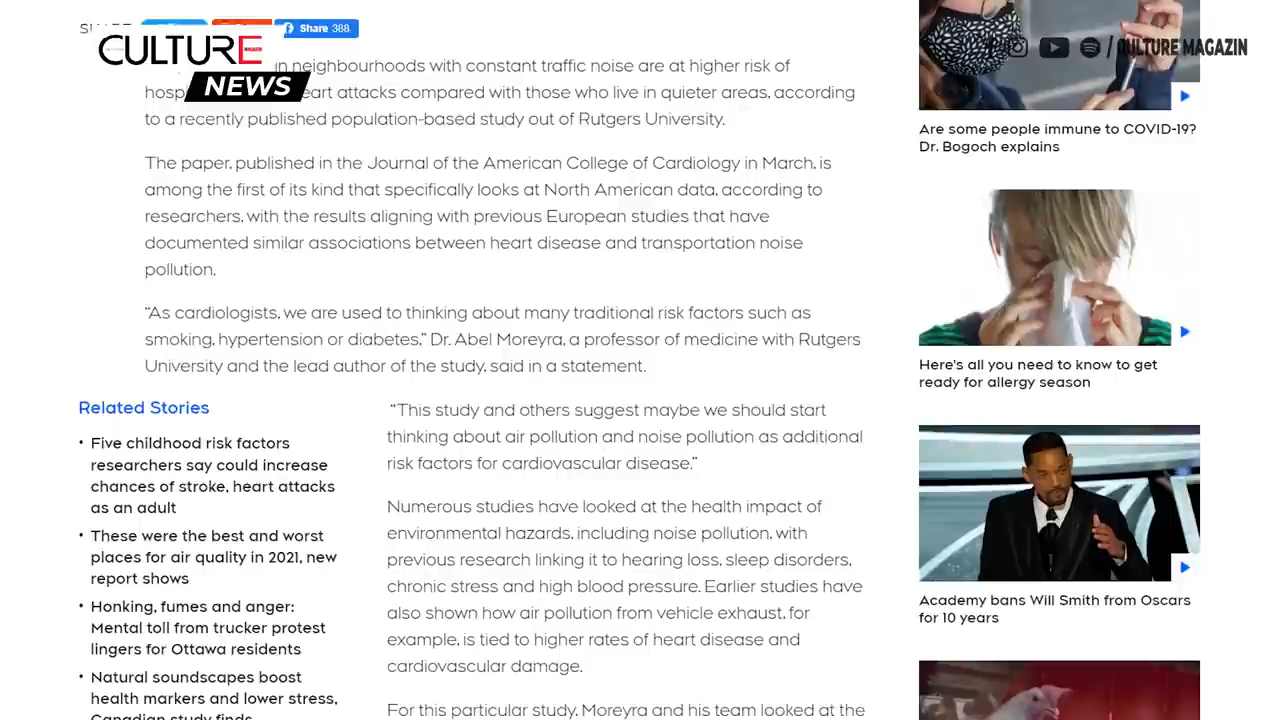 Share 388
CULTURE
NEWS
/ CULTURE MAGAZIN
in neighbourhoods with constant traffic noise are at higher risk of
heart attacks compared with those who live in quieter areas, according
to a recently published population-based study out of Rutgers University.
The paper, published in the Journal of the American College of Cardiology in March, is
among the first of its kind that specifically looks at North American data, according to
researchers, with the results aligning with previous European studies that have
documented similar associations between heart disease and transportation noise
pollution.
“As cardiologists, we are used to thinking about many traditional risk factors such as
smoking, hypertension or diabetes,” Dr. Abel Moreyra, a professor of medicine with Rutgers
University and the lead author of the study, said in a statement.
“This study and others suggest maybe we should start
thinking about air pollution and noise pollution as additional
risk factors for cardiovascular disease.”
Numerous studies have looked at the health impact of
environmental hazards, including noise pollution, with
previous research linking it to hearing loss, sleep disorders,
chronic stress and high blood pressure. Earlier studies have
also shown how air pollution from vehicle exhaust, for
example, is tied to higher rates of heart disease and
cardiovascular damage.
For this particular study, Moreyra and his team looked at the
Related Stories
• Five childhood risk factors
researchers say could increase
chances of stroke, heart attacks
as an adult
• These were the best and worst
places for air quality in 2021, new
report shows
• Honking, fumes and anger:
Mental toll from trucker protest
lingers for Ottawa residents
• Natural soundscapes boost
health markers and lower stress,
Canadian study finds
Are some people immune to COVID-19?
Dr. Bogoch explains
Here's all you need to know to get
ready for allergy season
Academy bans Will Smith from Oscars
for 10 years